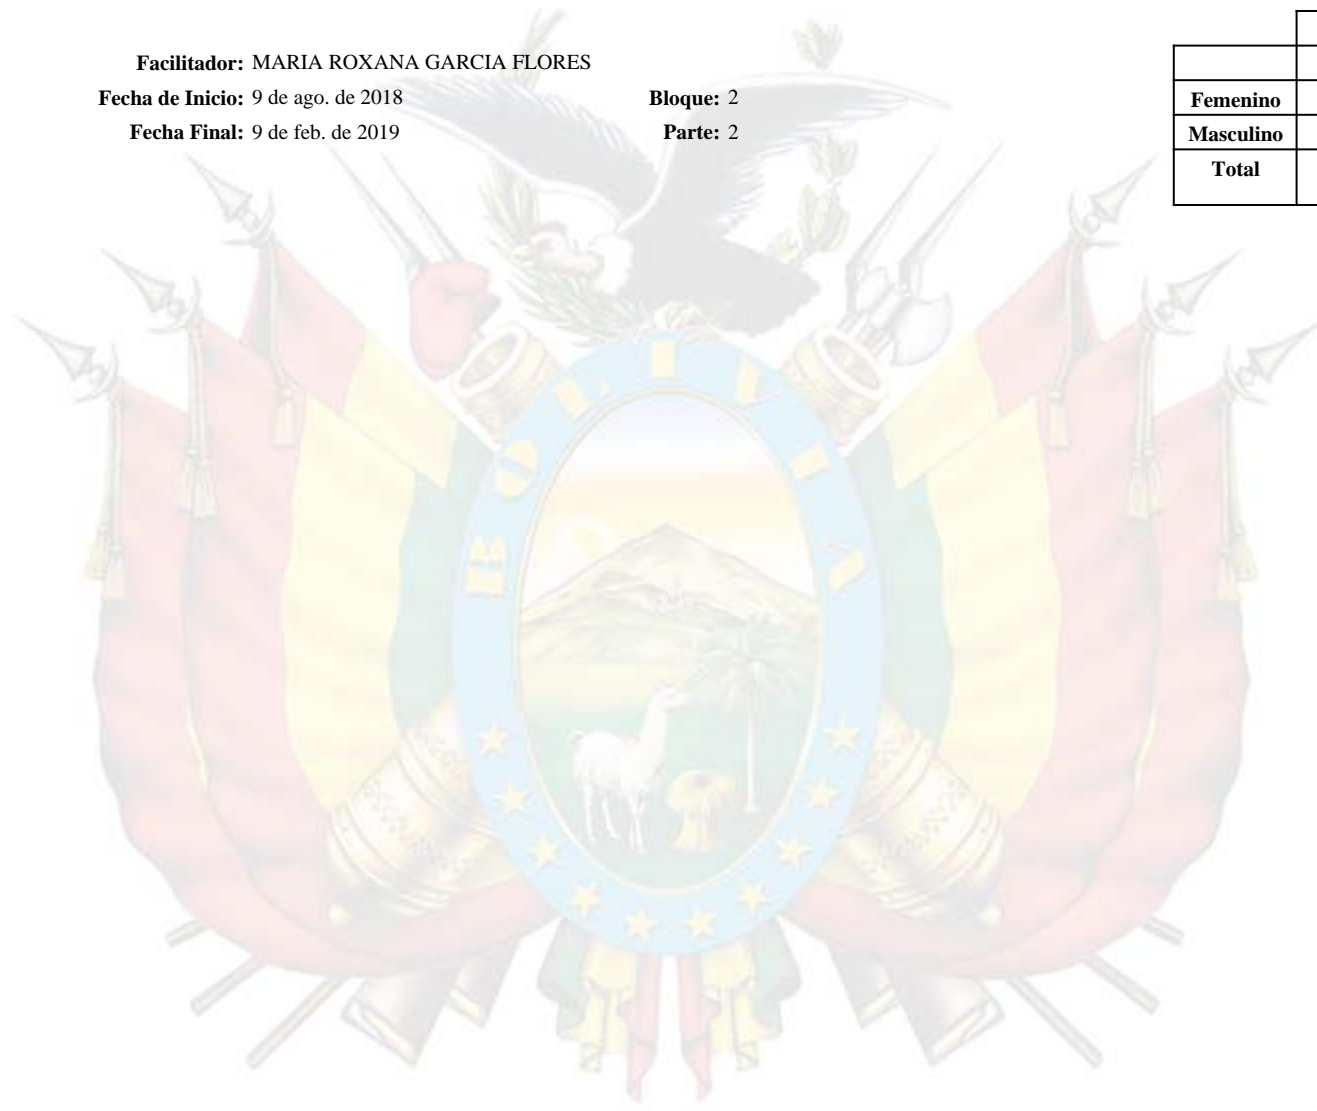 Facilitador: MARIA ROXANA GARCIA FLORES
Fecha de Inicio: 9 de ago. de 2018 Bloque: 2
Fecha Final: 9 de feb. de 2019 Parte: 2
Femenino
Masculino
Total
BOLIVIA